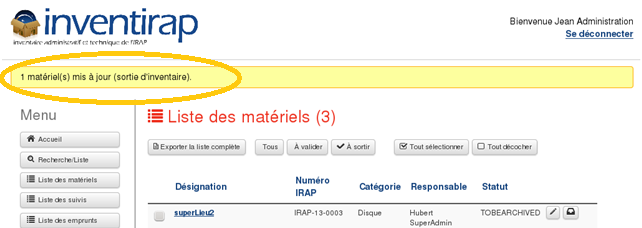 inventirap
inventaire administratif et technique de l'IRAP
Bienvenue Jean Administration
Se déconnecter
1 matériel(s) mis à jour (sortie d'inventaire).
Menu
Accueil
Recherche/Liste
Liste des matériels
Liste des suivis
Liste des emprunts
Liste des matériels (3)
Exporter la liste complète
Tous
À valider
À sortir
Tout sélectionner
Tout décocher
Désignation
Numéro IRAP
Catégorie
Responsable
Statut
superLieu2
IRAP-13-0003
Disque
Hubert SuperAdmin
TOBEARCHIVED